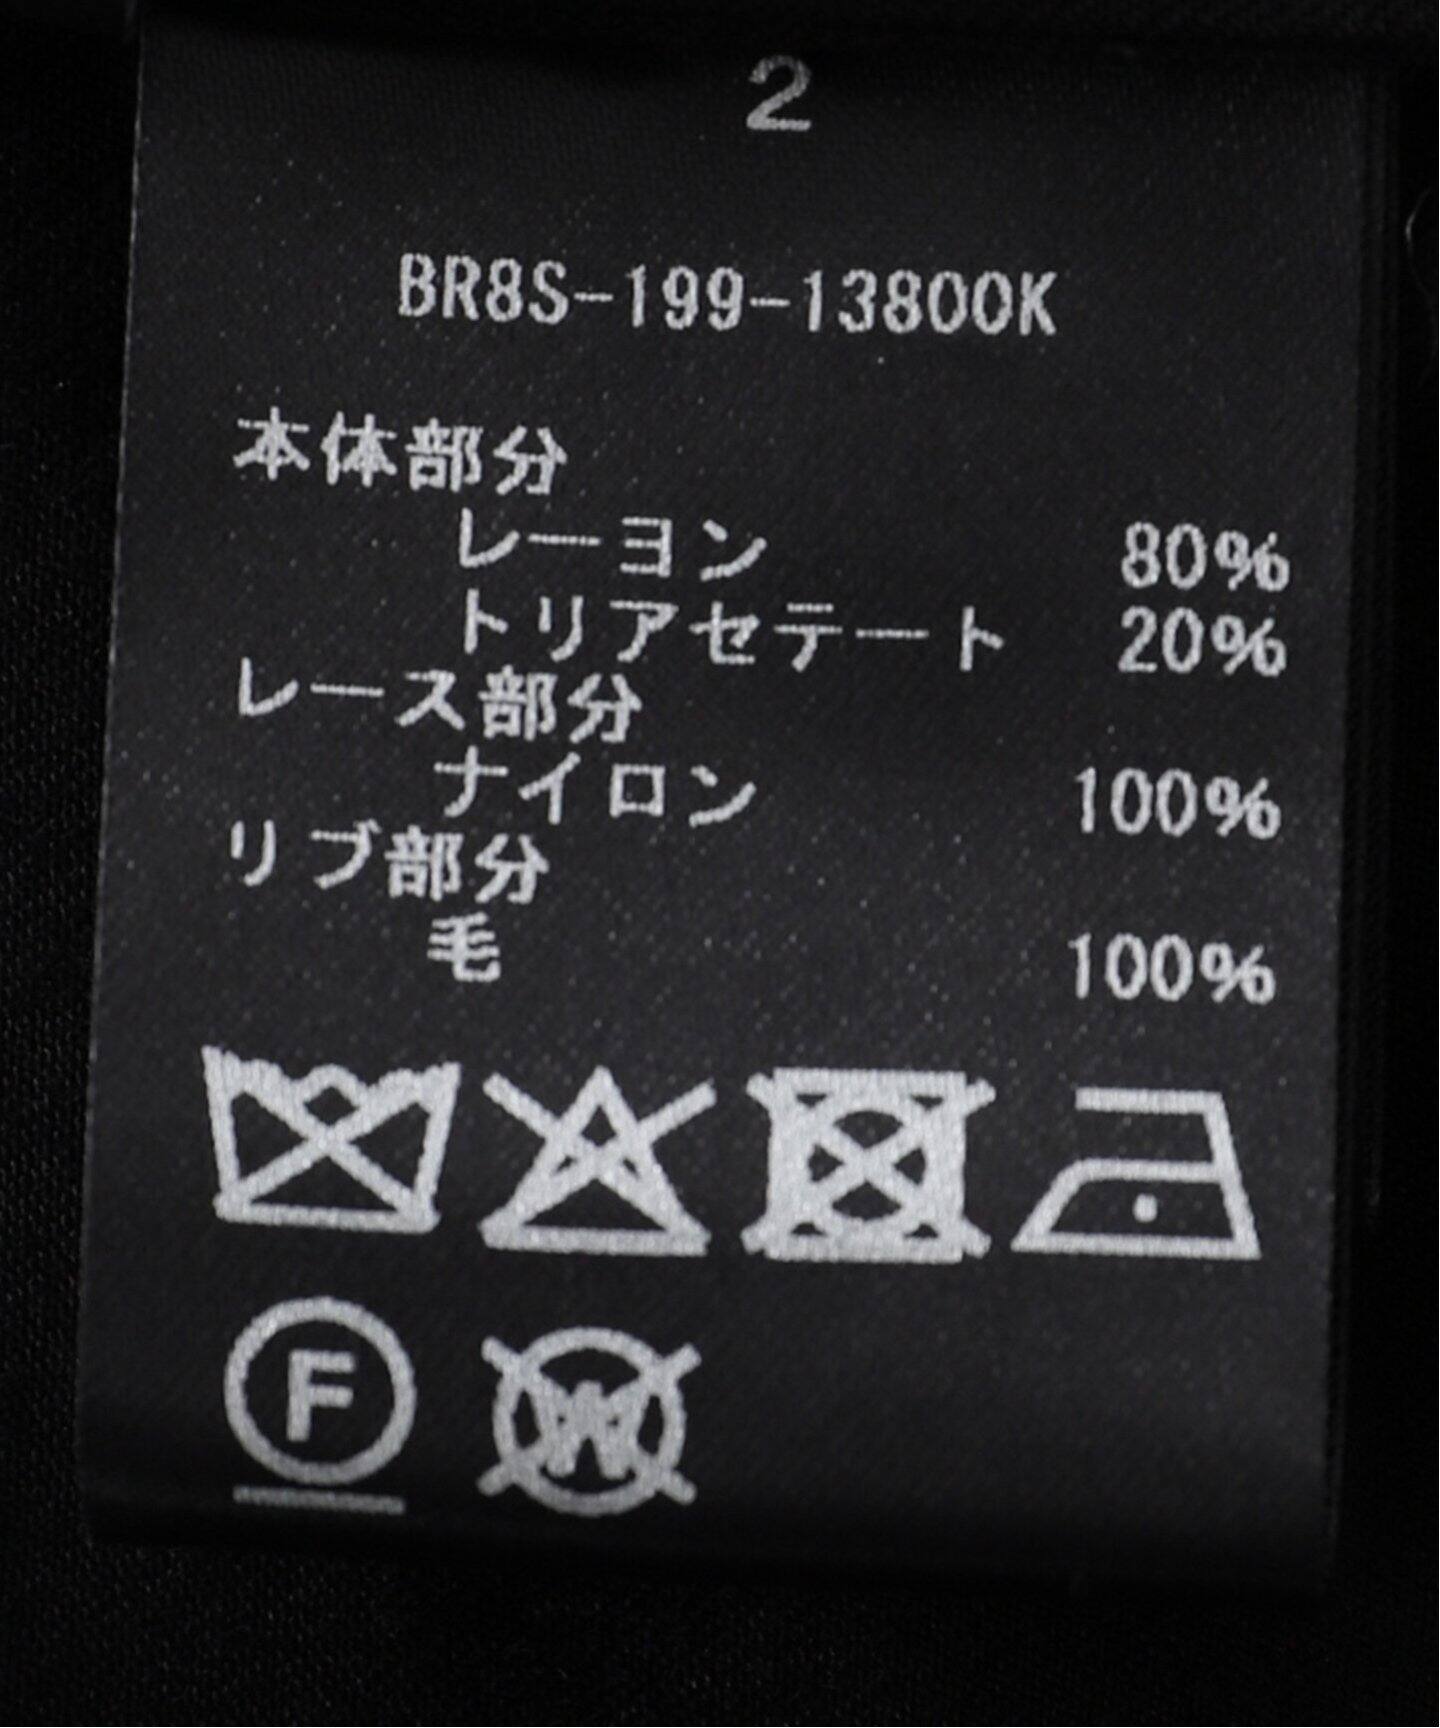 2
BR8S-199-13800K
本体部分
レーヨン 80%
トリアセテート 20%
レース部分
ナイロン 100%
リブ部分
毛 100%
F W